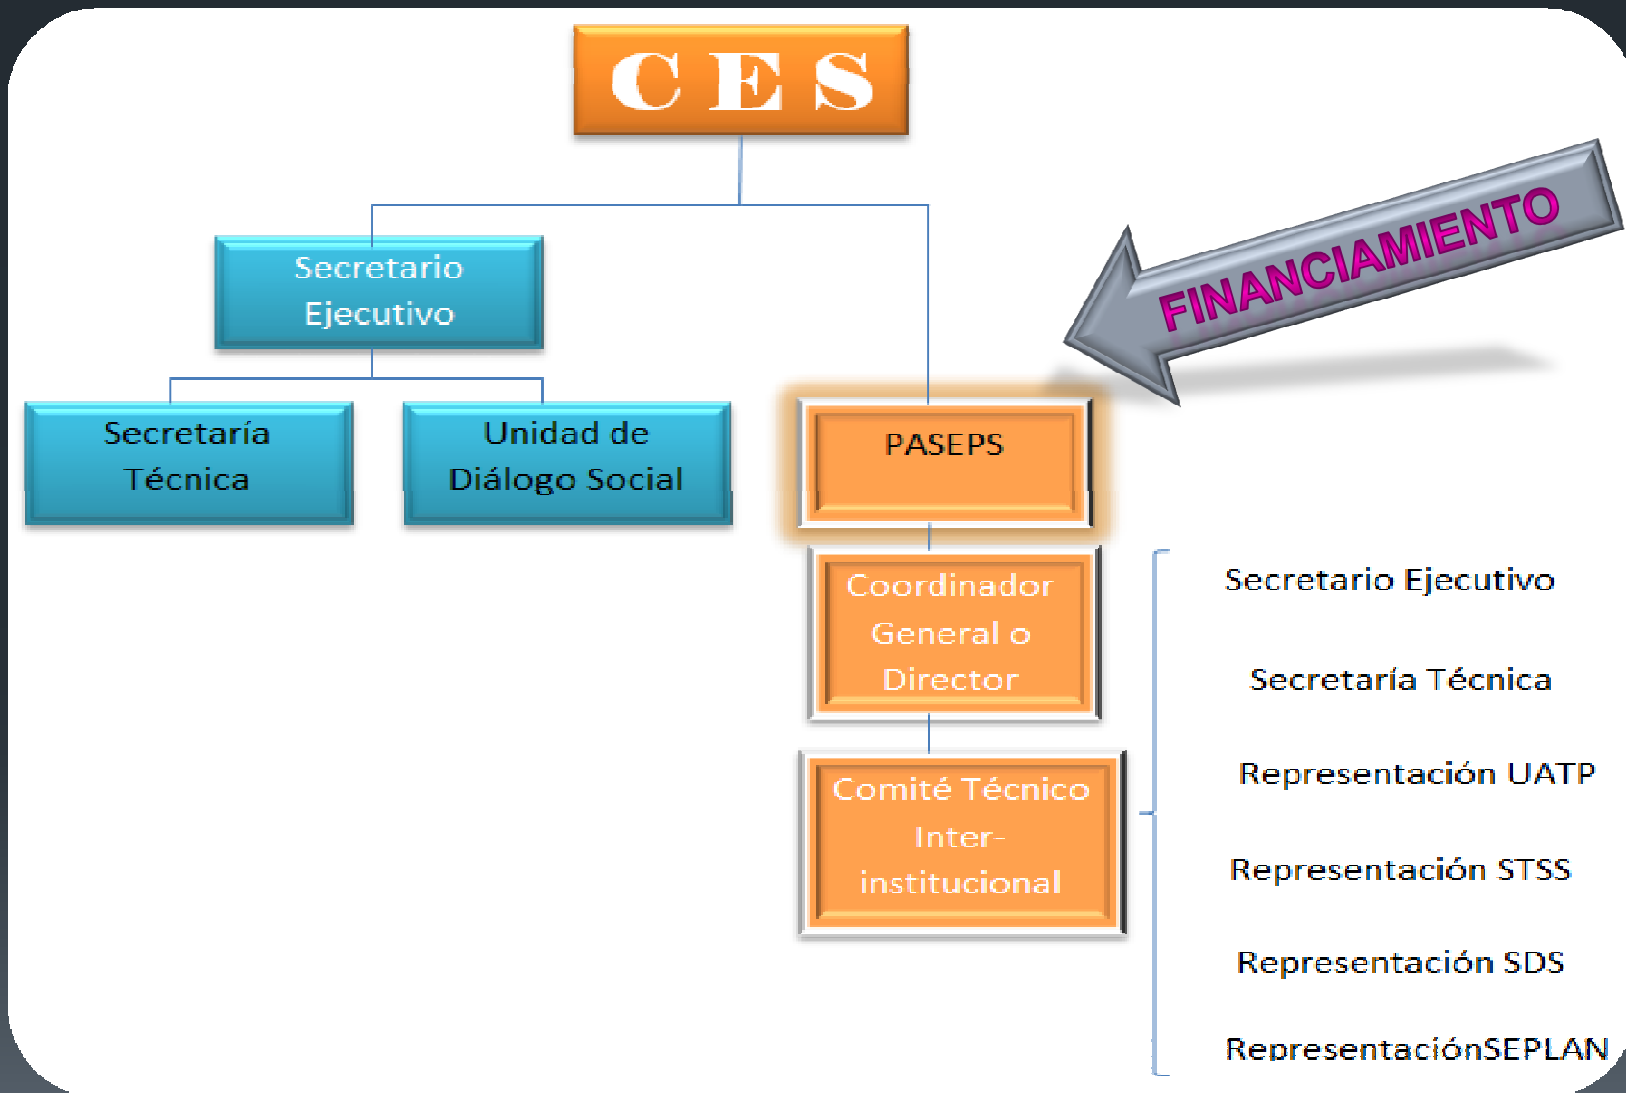 C E S
FINANCIAMIENTO
Secretario
Ejecutivo
Secretaría
Técnica
Unidad de
Diálogo Social
PASEPS
Coordinador
General o
Director
Comité Técnico
Inter-
institucional
Secretario Ejecutivo
Secretaría Técnica
Representación UATP
Representación STSS
Representación SDS
RepresentaciónSEPLAN